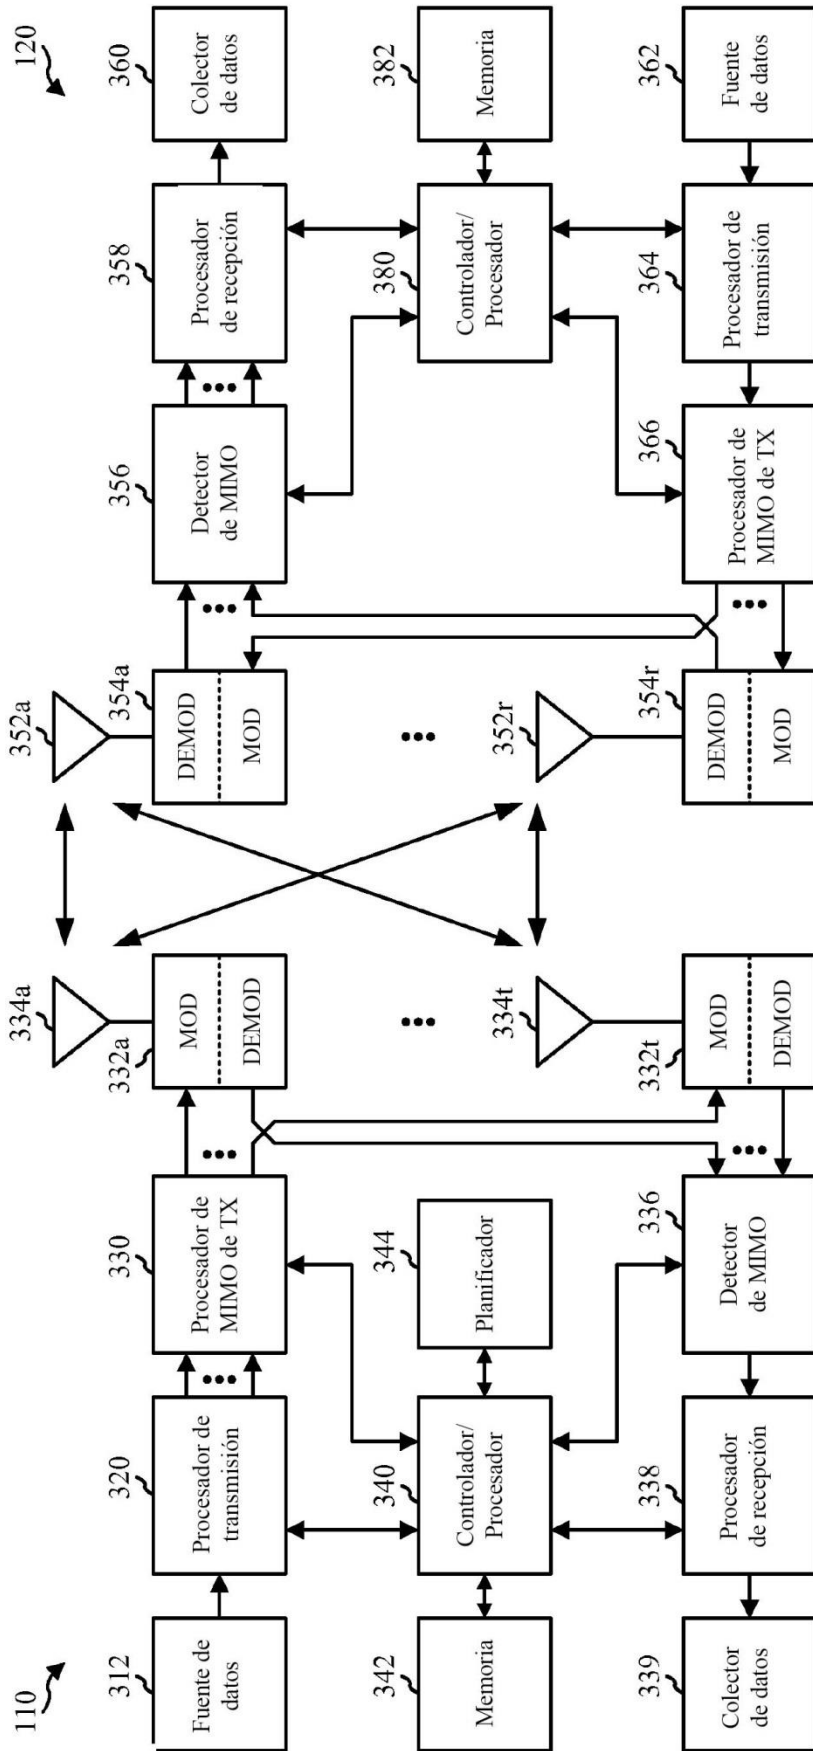 110
120
312
Fuente de
datos
320
Procesador de
transmisión
330
Procesador de
MIMO de TX
332a
MOD
DEMOD
334a
352a
354a
DEMOD
MOD
356
Detector
de MIMO
358
Procesador
de recepción
360
Colector
de datos
342
Memoria
340
Controlador/
Procesador
344
Planificador
380
Controlador/
Procesador
382
Memoria
339
Colector
de datos
338
Procesador
de recepción
336
Detector
de MIMO
332t
MOD
DEMOD
334t
352r
354r
DEMOD
MOD
366
Procesador de
MIMO de TX
364
Procesador de
transmisión
362
Fuente
de datos